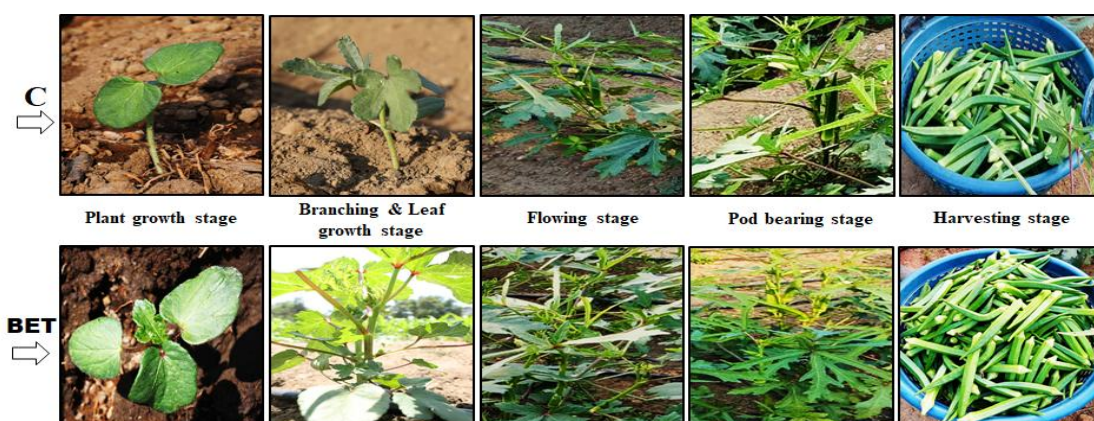 C
Plant growth stage
Branching & Leaf
growth stage
Flowing stage
Pod bearing stage
Harvesting stage
BET